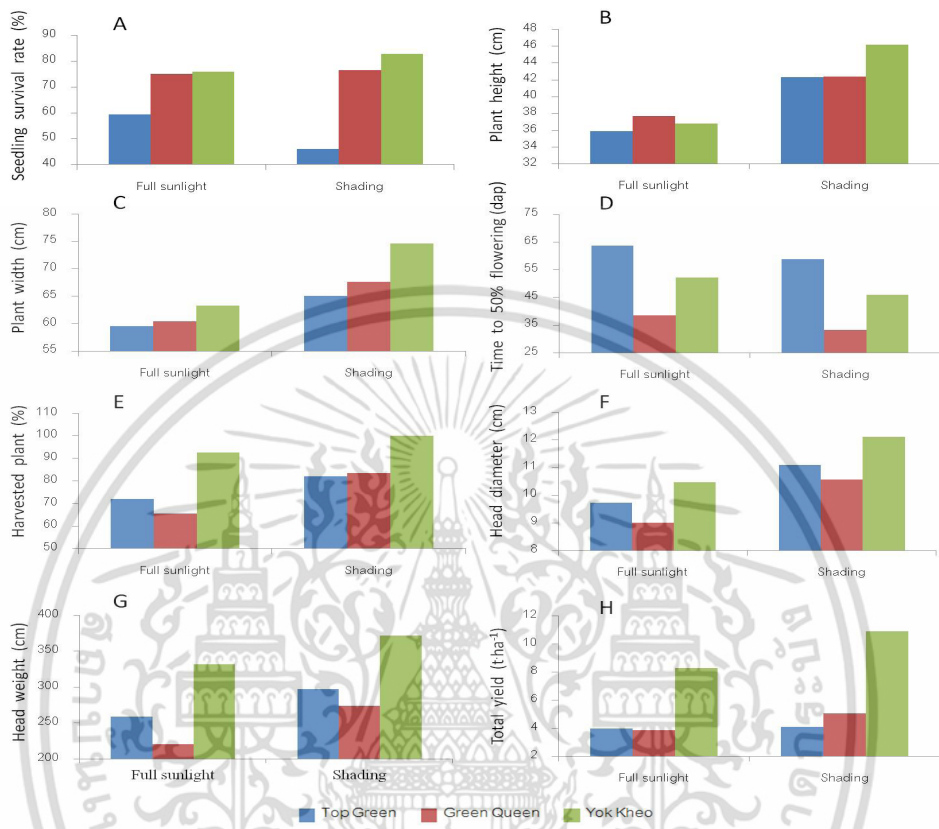 A
Seedling survival rate (%)
90
80
70
60
50
40
Full sunlight
Shading
B
Plant height (cm)
48
46
44
42
40
38
36
34
32
Full sunlight
Shading
C
Plant width (cm)
80
75
70
65
60
55
Full sunlight
Shading
D
Time to 50% flowering (dap)
75
65
55
45
35
25
Full sunlight
Shading
E
Harvested plant (%)
110
100
90
80
70
60
50
Full sunlight
Shading
F
Head diameter (cm)
13
12
11
10
9
8
Full sunlight
Shading
G
Head weight (cm)
400
350
300
250
200
Full sunlight
Shading
H
Total yield (t·ha⁻¹)
12
10
8
6
4
2
Full sunlight
Shading
Top Green
Green Queen
Yok Kheo